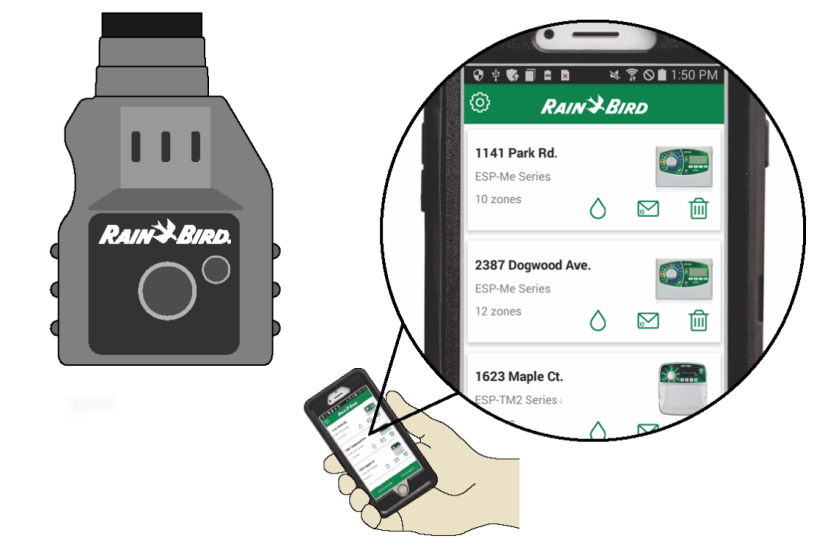 RAIN BIRD.
1:50 PM
RAIN BIRD
1141 Park Rd.
ESP-Me Series
10 zones
2387 Dogwood Ave.
ESP-Me Series
12 zones
1623 Maple Ct.
ESP-TM2 Series